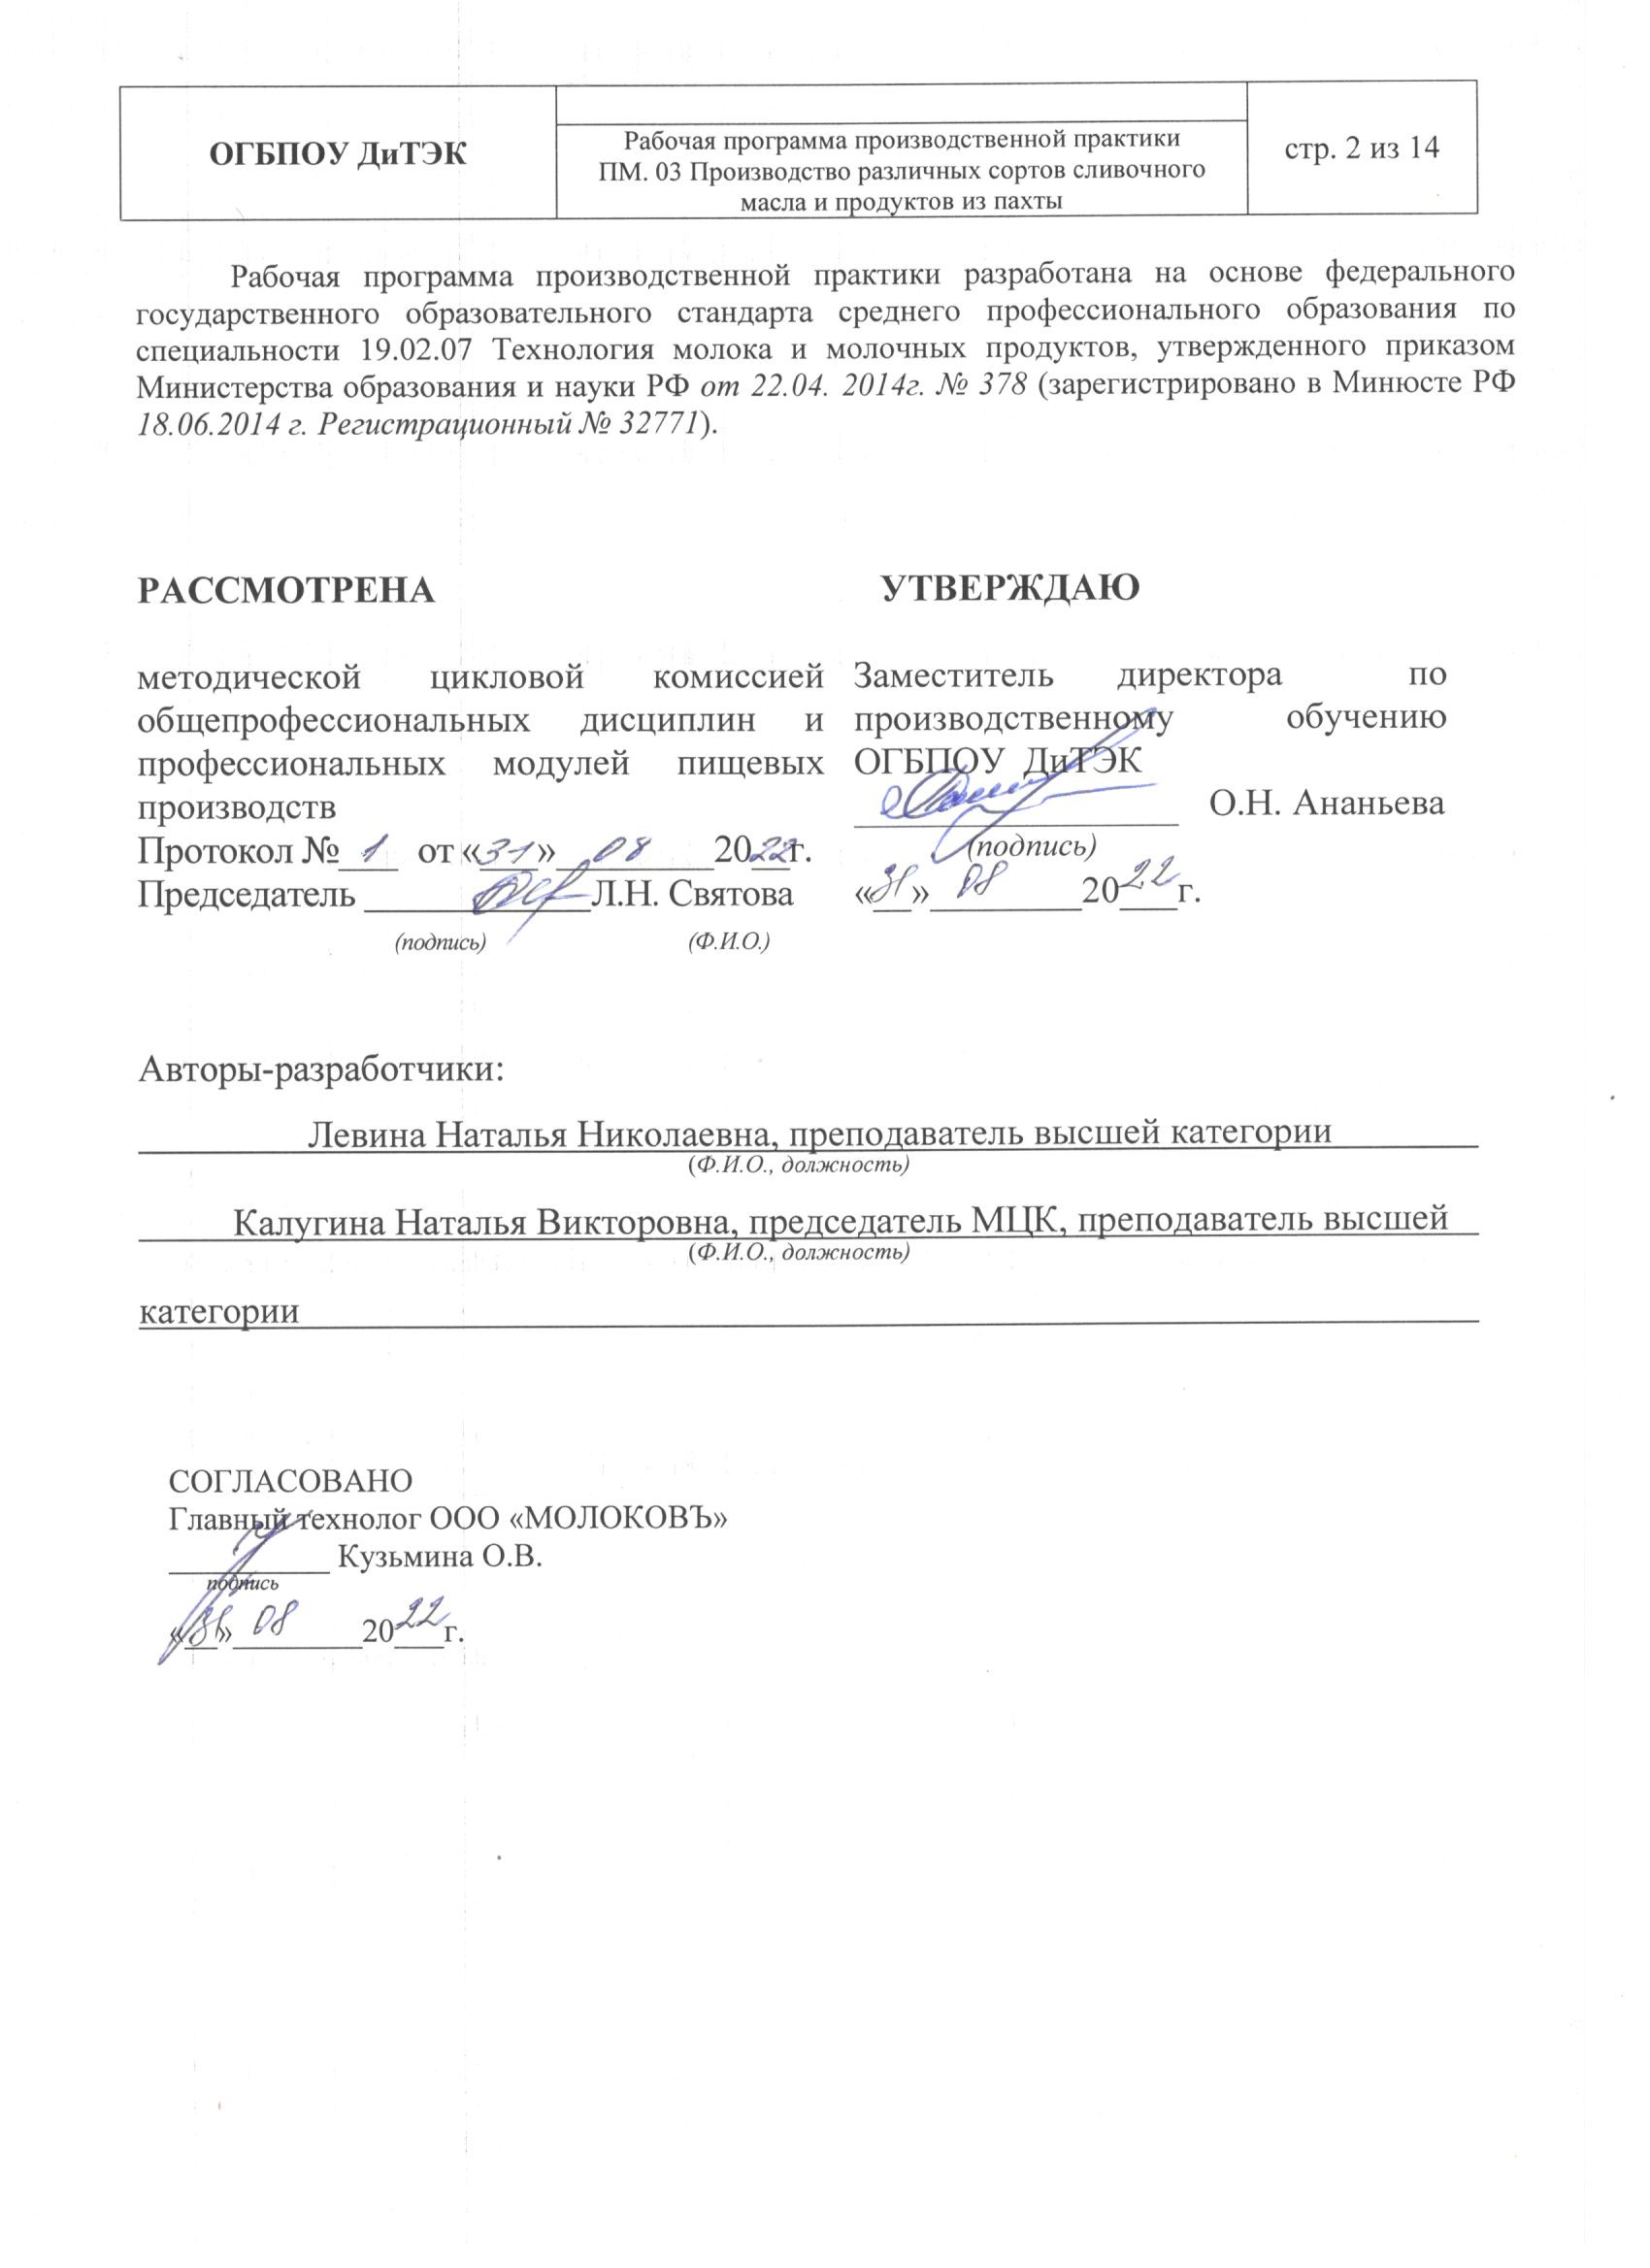 ОГБПОУ ДиТЭК
Рабочая программа производственной практики
ПМ. 03 Производство различных сортов сливочного
масла и продуктов из пахты
стр. 2 из 14
Рабочая программа производственной практики разработана на основе федерального
государственного образовательного стандарта среднего профессионального образования по
специальности 19.02.07 Технология молока и молочных продуктов, утвержденного приказом
Министерства образования и науки РФ от 22.04. 2014г. № 378 (зарегистрировано в Минюсте РФ
18.06.2014 г. Регистрационный № 32771).
РАССМОТРЕНА
методической цикловой комиссией
общепрофессиональных дисциплин и
профессиональных модулей пищевых
производств
Протокол № 1 от «31» 08 2022г.
Председатель Л.Н. Святова
(подпись) (Ф.И.О.)
УТВЕРЖДАЮ
Заместитель директора по
производственному обучению
ОГБПОУ ДиТЭК
О.Н. Ананьева
(подпись)
«31» 08 2022г.
Авторы-разработчики:
Левина Наталья Николаевна, преподаватель высшей категории
(Ф.И.О., должность)
Калугина Наталья Викторовна, председатель МЦК, преподаватель высшей
(Ф.И.О., должность)
категории
СОГЛАСОВАНО
Главный технолог ООО «МОЛОКОВЪ»
Кузьмина О.В.
подпись
«31» 08 2022г.